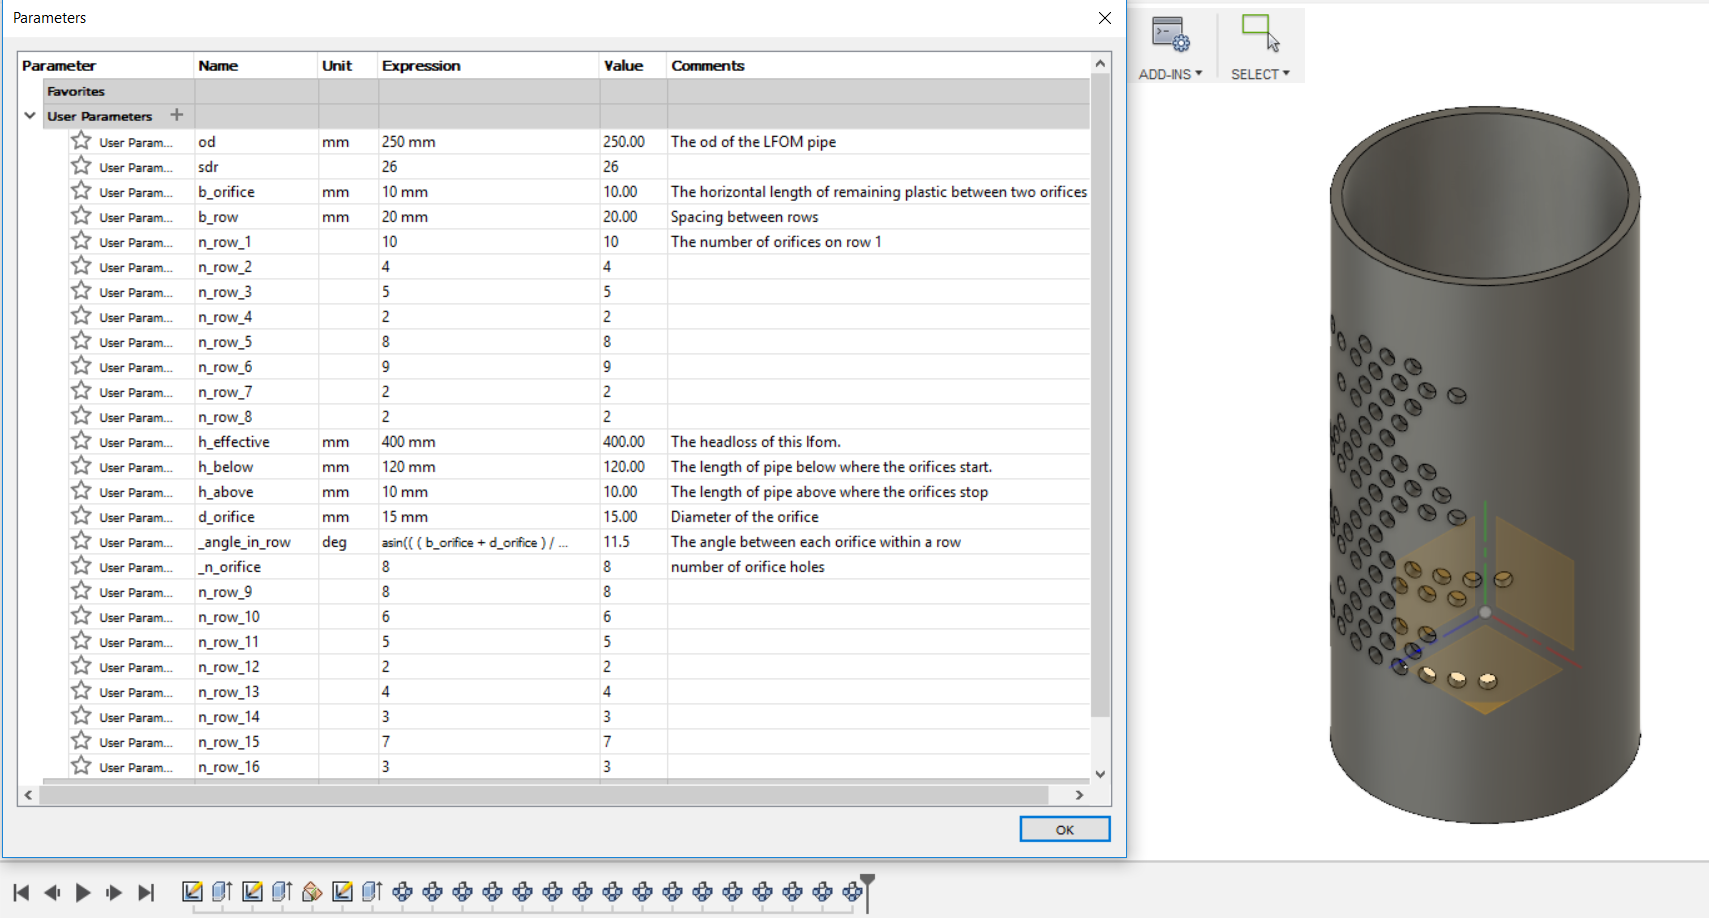 Parameters
Parameter Name Unit Expression Value Comments
Favorites
User Parameters
User Param... od mm 250 mm 250.00 The od of the LFOM pipe
User Param... sdr 26 26
User Param... b_orifice mm 10 mm 10.00 The horizontal length of remaining plastic between two orifices
User Param... b_row mm 20 mm 20.00 Spacing between rows
User Param... n_row_1 10 10 The number of orifices on row 1
User Param... n_row_2 4 4
User Param... n_row_3 5 5
User Param... n_row_4 2 2
User Param... n_row_5 8 8
User Param... n_row_6 9 9
User Param... n_row_7 2 2
User Param... n_row_8 2 2
User Param... h_effective mm 400 mm 400.00 The headloss of this lfom.
User Param... h_below mm 120 mm 120.00 The length of pipe below where the orifices start.
User Param... h_above mm 10 mm 10.00 The length of pipe above where the orifices stop
User Param... d_orifice mm 15 mm 15.00 Diameter of the orifice
User Param... _angle_in_row deg asin(( ( b_orifice + d_orifice ) / ... 11.5 The angle between each orifice within a row
User Param... _n_orifice 8 8 number of orifice holes
User Param... n_row_9 8 8
User Param... n_row_10 6 6
User Param... n_row_11 5 5
User Param... n_row_12 2 2
User Param... n_row_13 4 4
User Param... n_row_14 3 3
User Param... n_row_15 7 7
User Param... n_row_16 3 3
OK
ADD-INS SELECT